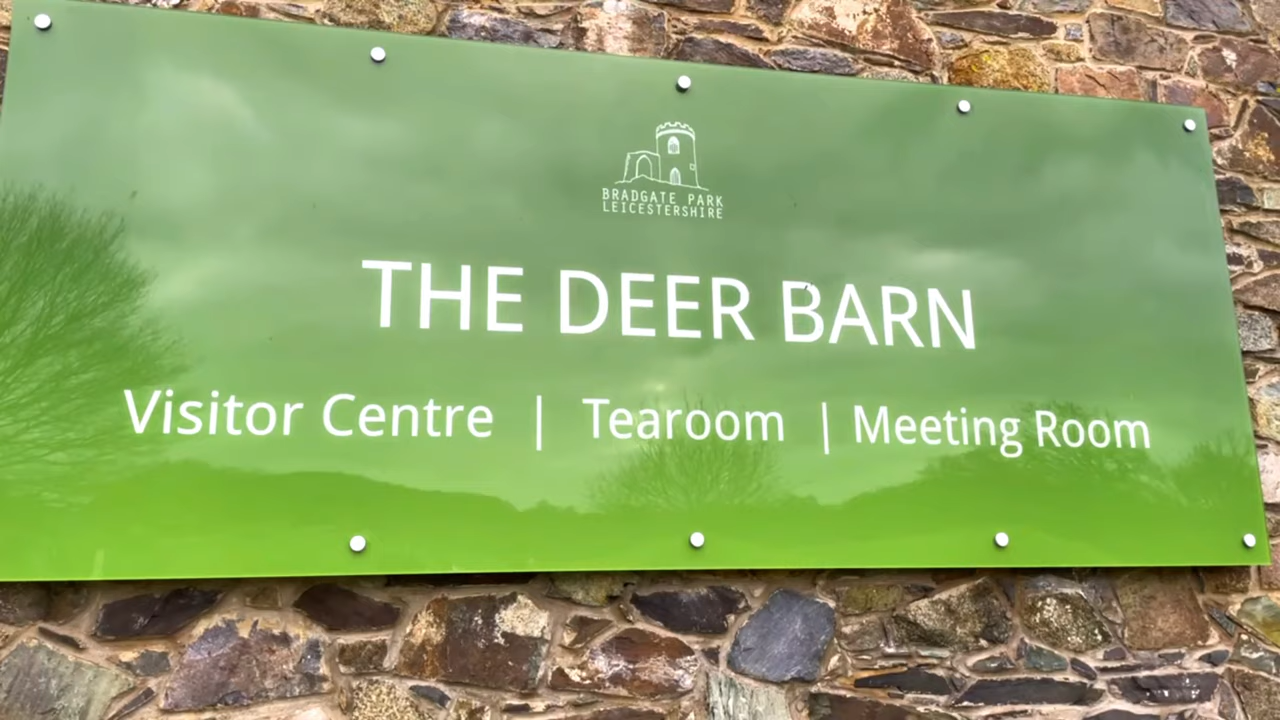 BRADGATE PARK
LEICESTERSHIRE
THE DEER BARN
Visitor Centre | Tearoom | Meeting Room